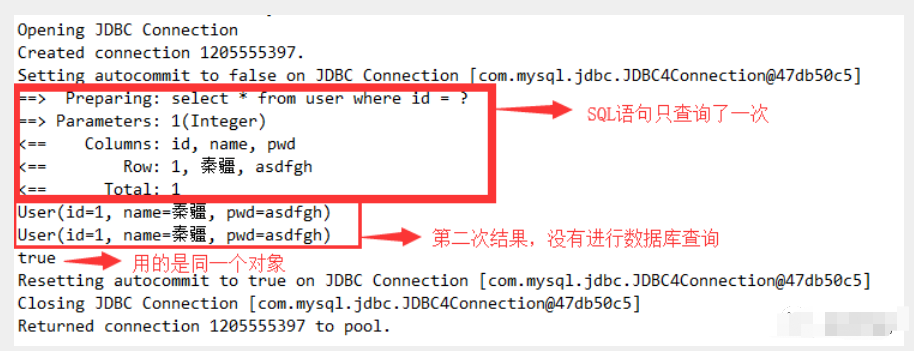 Opening JDBC Connection
Created connection 1205555397.
Setting autocommit to false on JDBC Connection [com.mysql.jdbc.JDBC4Connection@47db50c5]
==>  Preparing: select * from user where id = ?
SQL语句只查询了一次
==> Parameters: 1(Integer)
<==    Columns: id, name, pwd
<==        Row: 1, 秦疆, asdfgh
<==      Total: 1
User(id=1, name=秦疆, pwd=asdfgh)
User(id=1, name=秦疆, pwd=asdfgh)
第二次结果，没有进行数据库查询
true
用的是同一个对象
Resetting autocommit to true on JDBC Connection [com.mysql.jdbc.JDBC4Connection@47db50c5]
Closing JDBC Connection [com.mysql.jdbc.JDBC4Connection@47db50c5]
Returned connection 1205555397 to pool.